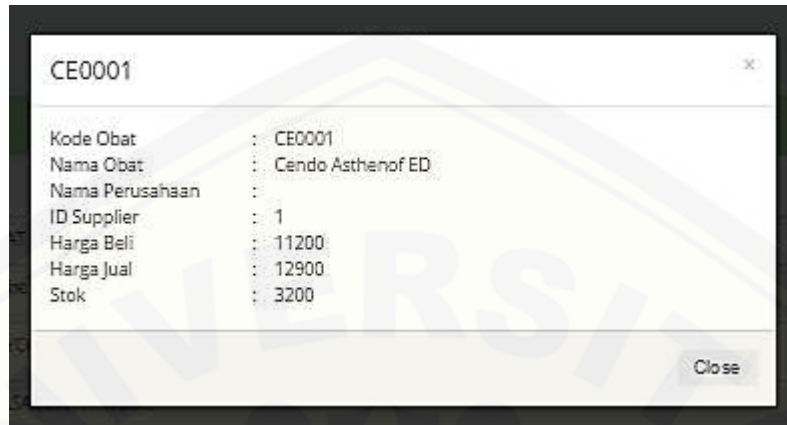 CE0001 ×
Kode Obat : CE0001
Nama Obat : Cendo Asthenof ED
Nama Perusahaan :
ID Supplier : 1
Harga Beli : 11200
Harga Jual : 12900
Stok : 3200
Close